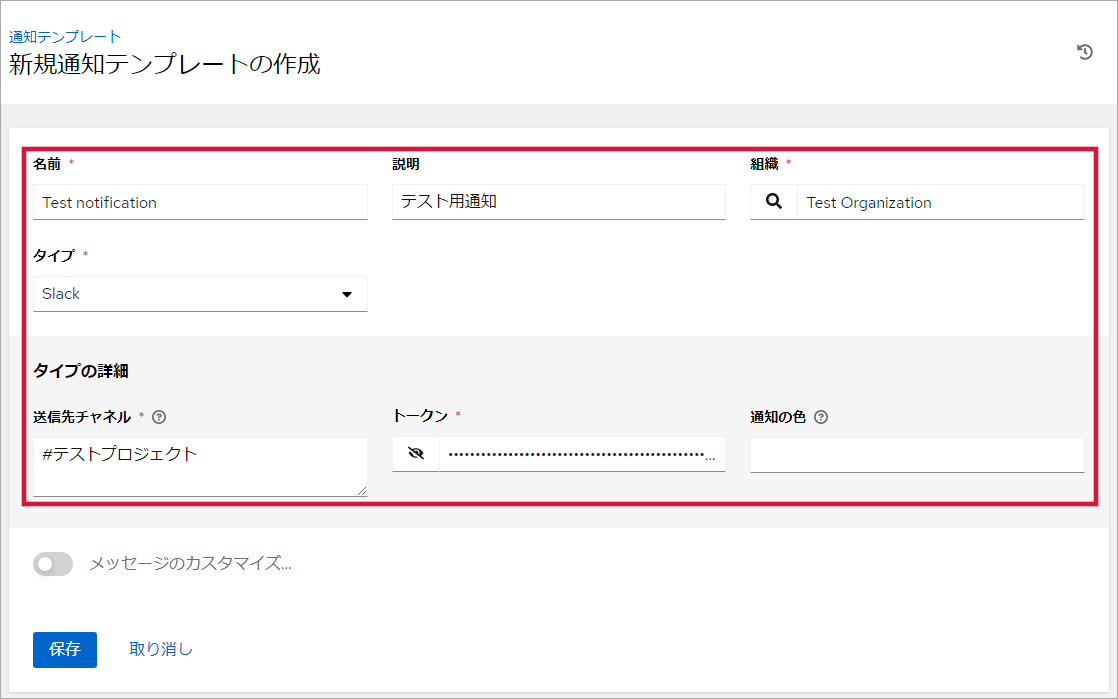 通知テンプレート
新規通知テンプレートの作成
名前 *
説明
組織 *
Test notification
テスト用通知
Test Organization
タイプ *
Slack
タイプの詳細
送信先チャネル *
トークン *
通知の色
#テストプロジェクト
メッセージのカスタマイズ...
保存
取り消し